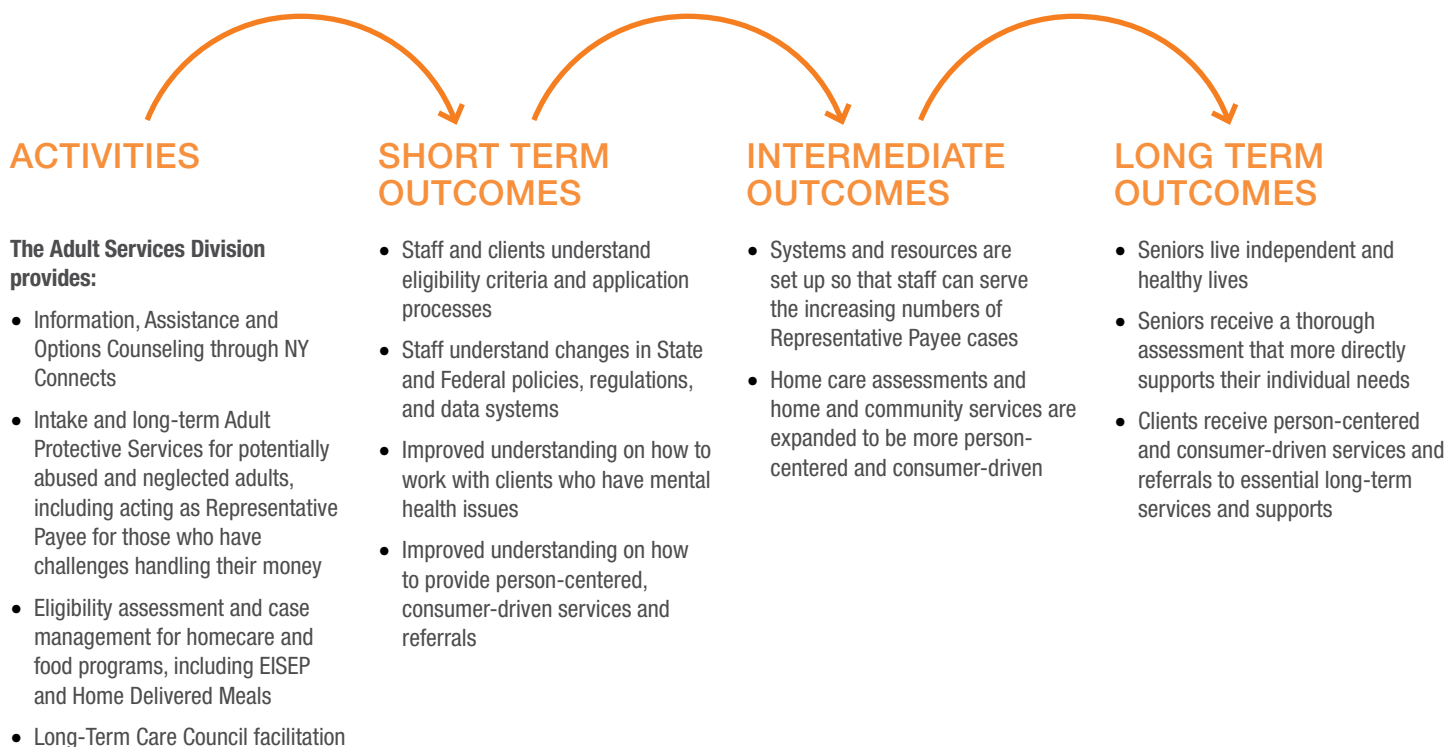 ACTIVITIES
The Adult Services Division
provides:
• Information, Assistance and
Options Counseling through NY
Connects
• Intake and long-term Adult
Protective Services for potentially
abused and neglected adults,
including acting as Representative
Payee for those who have
challenges handling their money
• Eligibility assessment and case
management for homecare and
food programs, including EISEP
and Home Delivered Meals
• Long-Term Care Council facilitation
SHORT TERM
OUTCOMES
• Staff and clients understand
eligibility criteria and application
processes
• Staff understand changes in State
and Federal policies, regulations,
and data systems
• Improved understanding on how to
work with clients who have mental
health issues
• Improved understanding on how
to provide person-centered,
consumer-driven services and
referrals
INTERMEDIATE
OUTCOMES
• Systems and resources are
set up so that staff can serve
the increasing numbers of
Representative Payee cases
• Home care assessments and
home and community services are
expanded to be more person-
centered and consumer-driven
LONG TERM
OUTCOMES
• Seniors live independent and
healthy lives
• Seniors receive a thorough
assessment that more directly
supports their individual needs
• Clients receive person-centered
and consumer-driven services and
referrals to essential long-term
services and supports